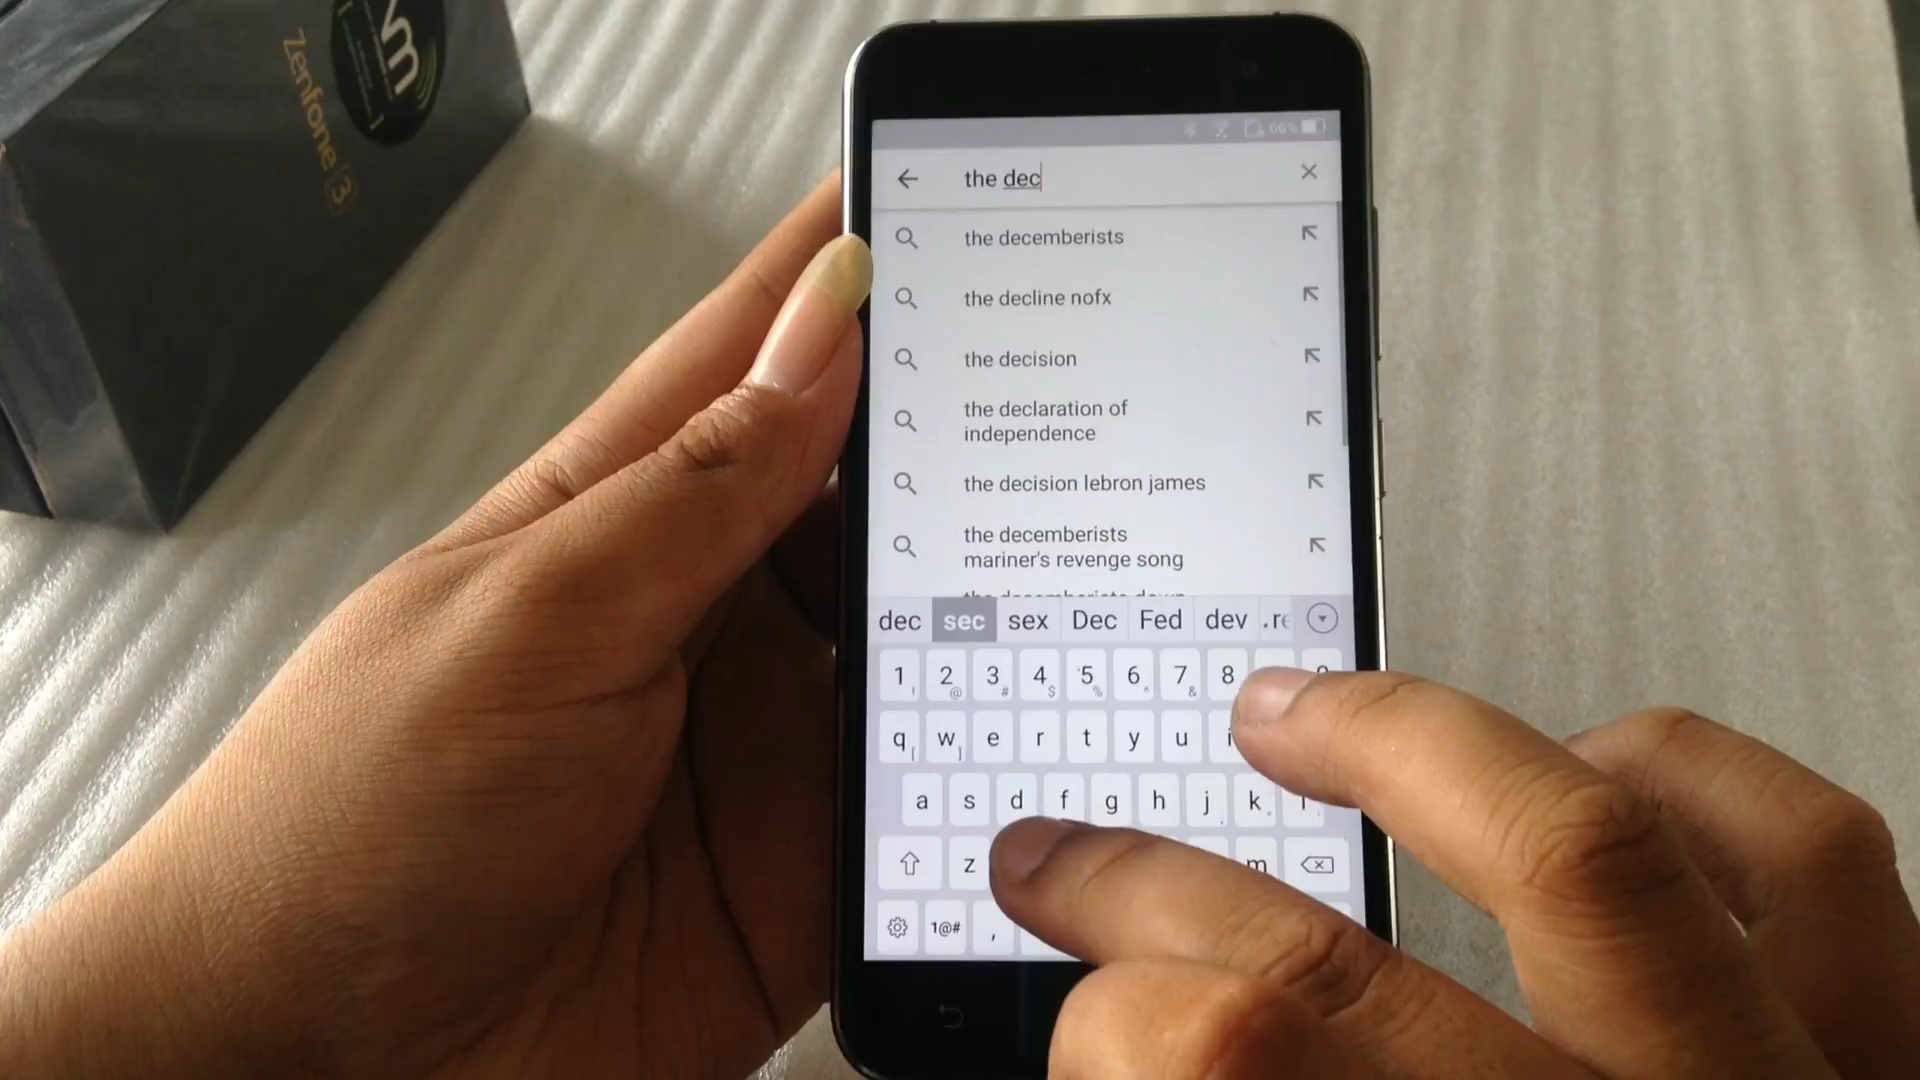 Zenfone 3
66%
the dec
the decemberists
the decline nofx
the decision
the declaration of
independence
the decision lebron james
the decemberists
mariner's revenge song
dec sec sex Dec Fed dev .re
1 2 3 4 5 6 7 8
! @ # $ % ^ &
q w e r t y u i
[ ]
a s d f g h j k l
z m
1@# ,